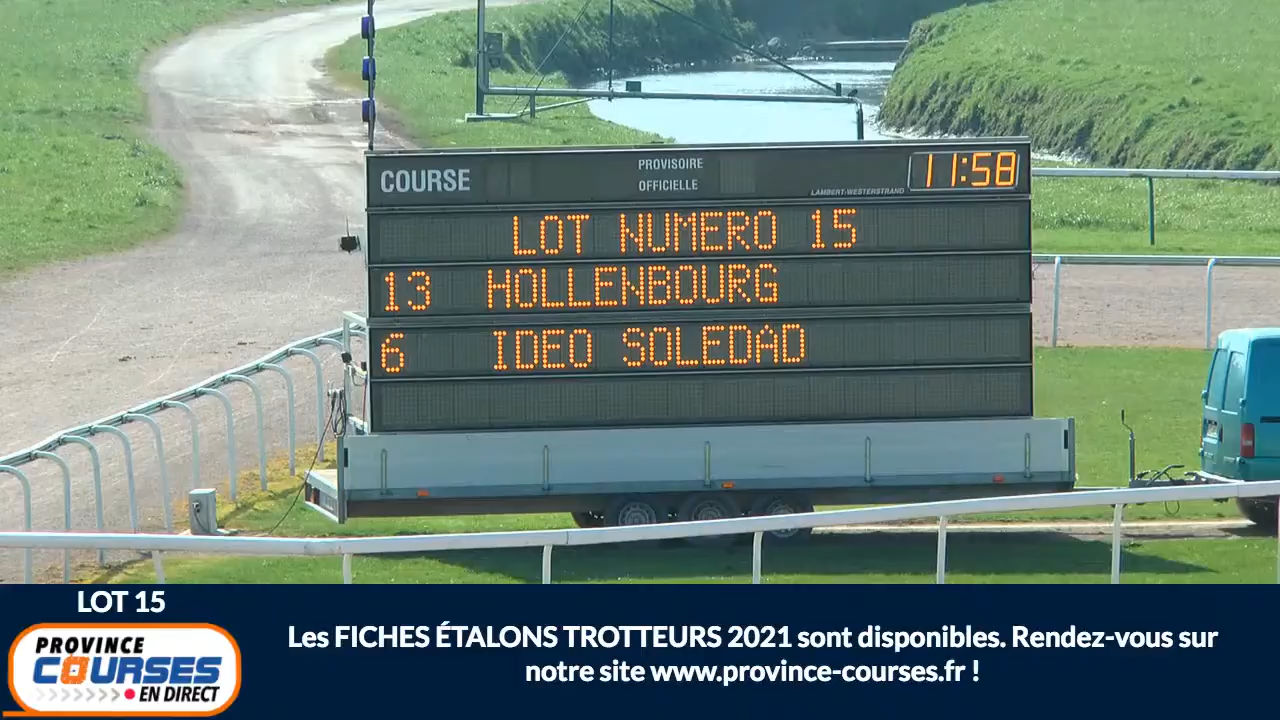 COURSE
PROVISOIRE
OFFICIELLE
LAMBERT-WESTERSTRAND
11:58
LOT NUMERO 15
13 HOLLENBOURG
6 IDEO SOLEDAD
LOT 15
PROVINCE
COURSES
EN DIRECT
Les FICHES ÉTALONS TROTTEURS 2021 sont disponibles. Rendez-vous sur
notre site www.province-courses.fr !